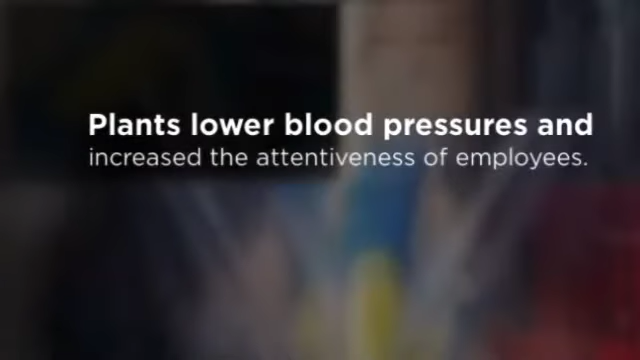 Plants lower blood pressures and
increased the attentiveness of employees.